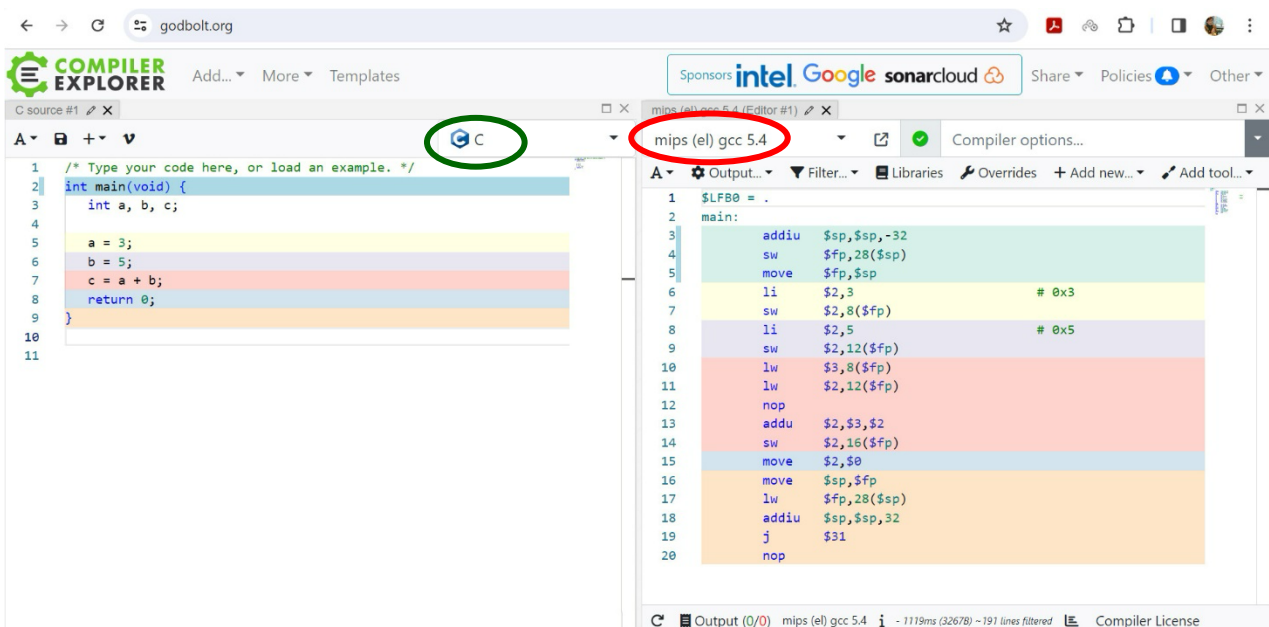 godbolt.org
COMPILER
EXPLORER
Add...
More
Templates
Sponsors intel. Google sonarcloud
Share
Policies
Other
C source #1
A
C
1 /* Type your code here, or load an example. */
2 int main(void) {
3 int a, b, c;
4
5 a = 3;
6 b = 5;
7 c = a + b;
8 return 0;
9 }
10
11
mips (el) gcc 5.4 (Editor #1)
mips (el) gcc 5.4
Compiler options...
A Output... Filter... Libraries Overrides + Add new... Add tool...
1 $LFB0 = .
2 main:
3 addiu $sp,$sp,-32
4 sw $fp,28($sp)
5 move $fp,$sp
6 li $2,3 # 0x3
7 sw $2,8($fp)
8 li $2,5 # 0x5
9 sw $2,12($fp)
10 lw $3,8($fp)
11 lw $2,12($fp)
12 nop
13 addu $2,$3,$2
14 sw $2,16($fp)
15 move $2,$0
16 move $sp,$fp
17 lw $fp,28($sp)
18 addiu $sp,$sp,32
19 j $31
20 nop
Output (0/0) mips (el) gcc 5.4 i - 1119ms (3267B) ~191 lines filtered Compiler License